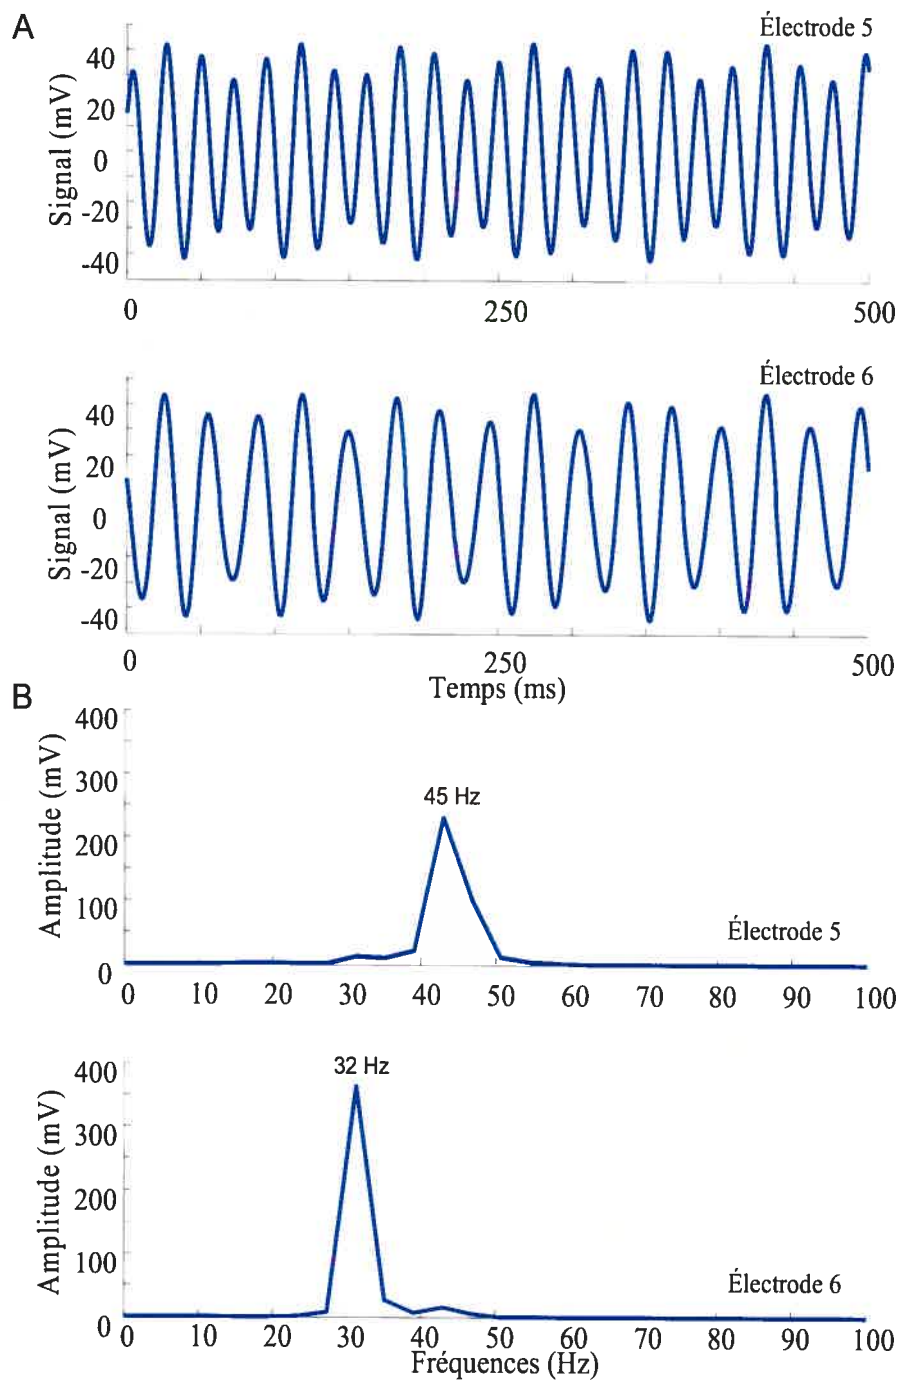 A
Électrode 5
Signal (mV)
40
20
0
-20
-40
0 250 500
Électrode 6
Signal (mV)
40
20
0
-20
-40
0 250 500
Temps (ms)
B
Amplitude (mV)
400
300
200
100
0
45 Hz
Électrode 5
0 10 20 30 40 50 60 70 80 90 100
Amplitude (mV)
400
300
200
100
0
32 Hz
Électrode 6
0 10 20 30 40 50 60 70 80 90 100
Fréquences (Hz)